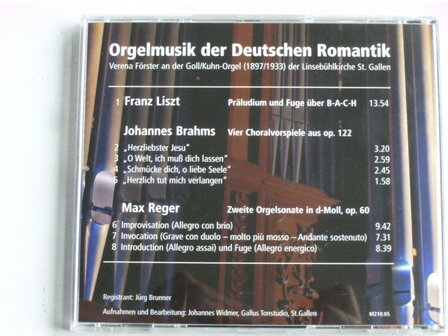 Orgelmusik der Deutschen Romantik
Verena Förster an der Goll/Kuhn-Orgel (1897/1933) der Linsebühlkirche St. Gallen
1 Franz Liszt Präludium und Fuge über B-A-C-H 13.54
Johannes Brahms Vier Choralvorspiele aus op. 122
2 „Herzliebster Jesu“ 3.20
3 „O Welt, ich muß dich lassen“ 2.59
4 „Schmücke dich, o liebe Seele“ 2.45
5 „Herzlich tut mich verlangen“ 1.58
Max Reger Zweite Orgelsonate in d-Moll, op. 60
6 Improvisation (Allegro con brio) 9.42
7 Invocation (Grave con duolo – molto più mosso – Andante sostenuto) 7.31
8 Introduction (Allegro assai) und Fuge (Allegro energico) 8.39
Registrant: Jürg Brunner
Aufnahmen und Bearbeitung: Johannes Widmer, Gallus Tonstudio, St.Gallen M210.05